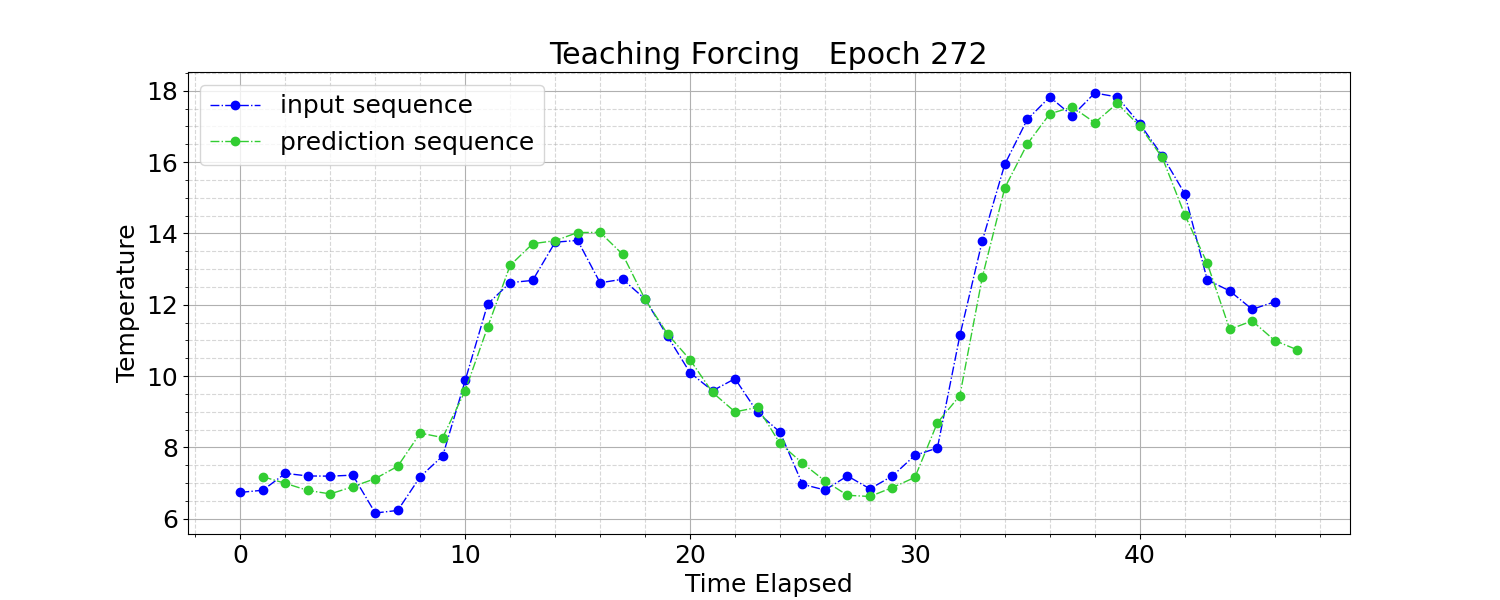 Teaching Forcing   Epoch 272
input sequence
prediction sequence
Temperature
18
16
14
12
10
8
6
0 10 20 30 40
Time Elapsed